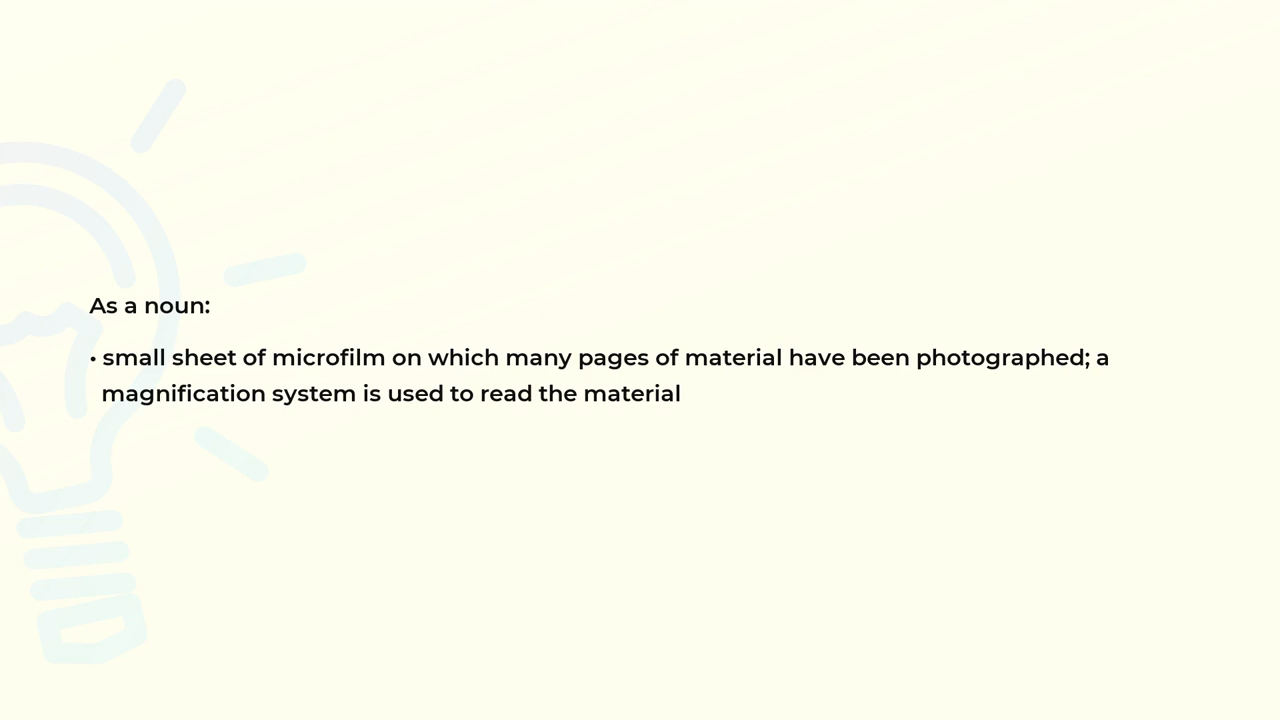 As a noun:
• small sheet of microfilm on which many pages of material have been photographed; a
magnification system is used to read the material